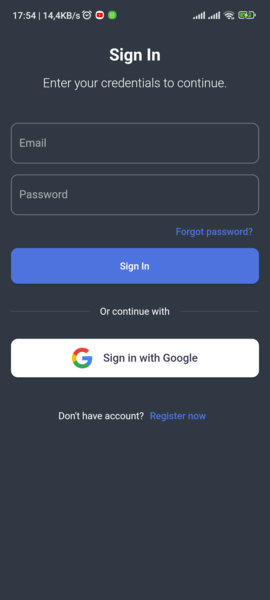 17:54 | 14,4KB/s
Sign In
Enter your credentials to continue.
Email
Password
Forgot password?
Sign In
Or continue with
Sign in with Google
Don't have account? Register now